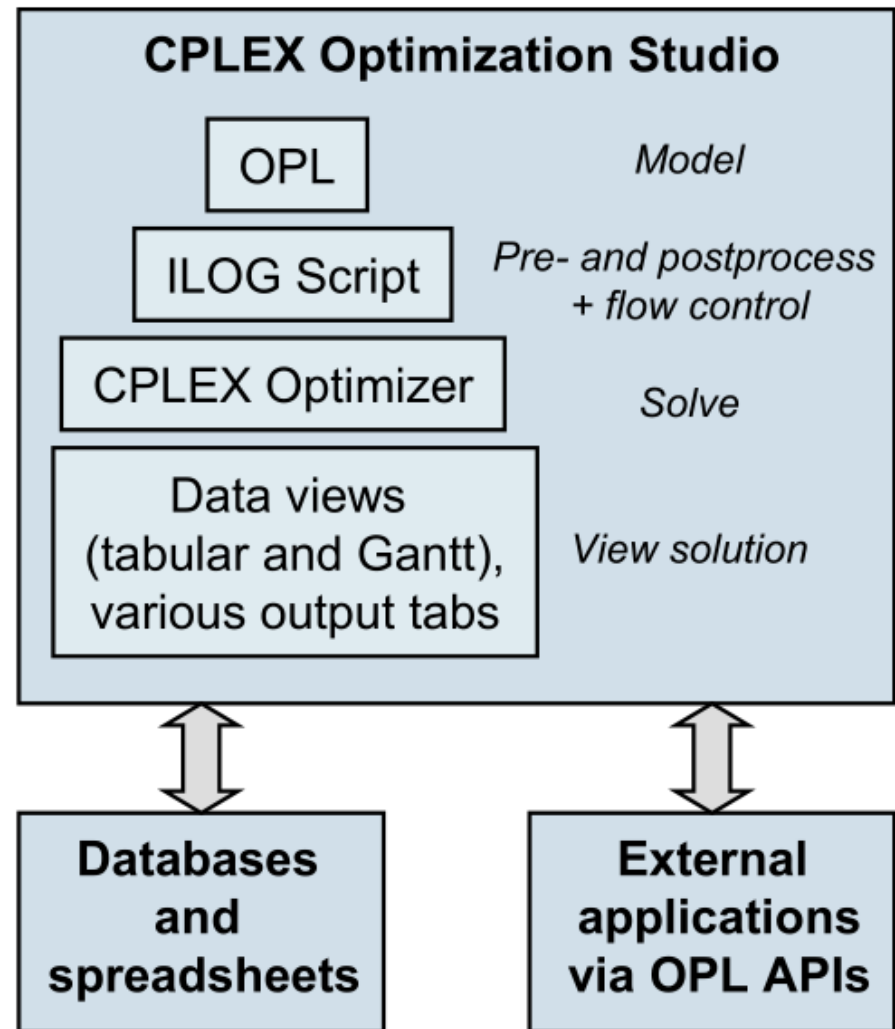 CPLEX Optimization Studio
OPL
Model
ILOG Script
Pre- and postprocess
+ flow control
CPLEX Optimizer
Solve
Data views
(tabular and Gantt),
various output tabs
View solution
Databases
and
spreadsheets
External
applications
via OPL APIs